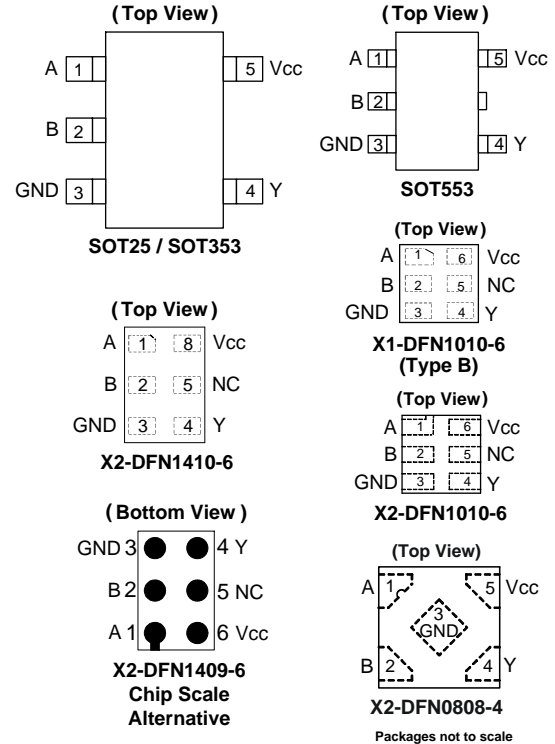 (Top View)
A 1 5 Vcc
B 2
GND 3 4 Y
SOT25 / SOT353
(Top View)
A 1 5 Vcc
B 2
GND 3 4 Y
SOT553
(Top View)
A 1 6 Vcc
B 2 5 NC
GND 3 4 Y
X1-DFN1010-6
(Type B)
(Top View)
A 1 8 Vcc
B 2 5 NC
GND 3 4 Y
X2-DFN1410-6
(Top View)
A 1 6 Vcc
B 2 5 NC
GND 3 4 Y
X2-DFN1010-6
(Bottom View )
GND 3 4 Y
B 2 5 NC
A 1 6 Vcc
X2-DFN1409-6
Chip Scale
Alternative
(Top View)
A 1 5 Vcc
3
GND
B 2 4 Y
X2-DFN0808-4
Packages not to scale